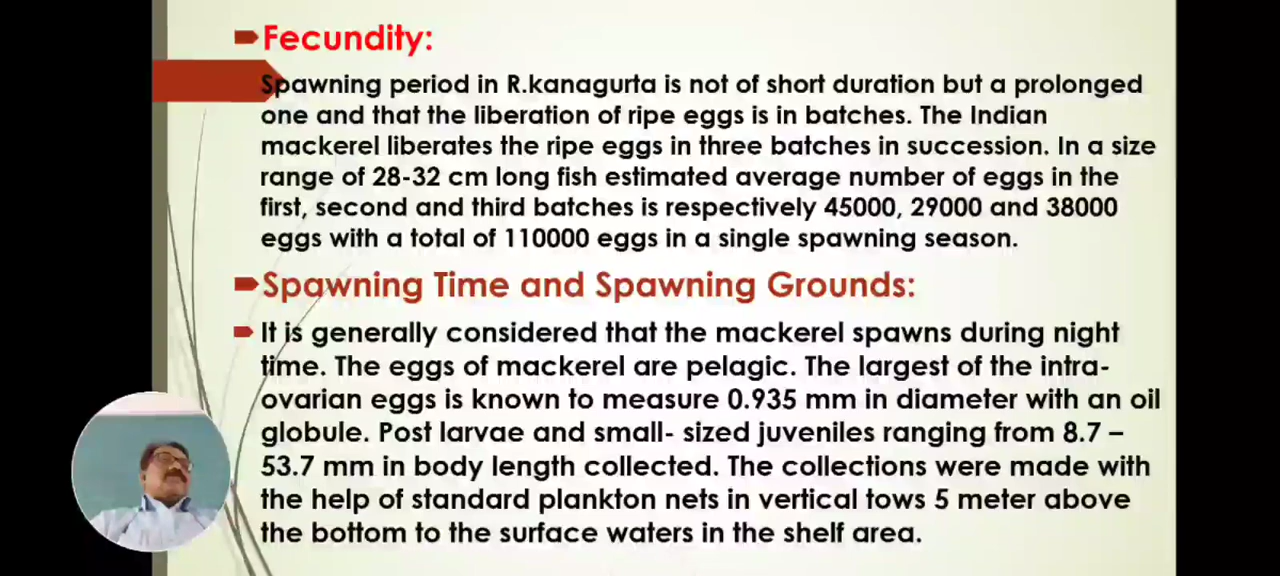 Fecundity:
Spawning period in R.kanagurta is not of short duration but a prolonged
one and that the liberation of ripe eggs is in batches. The Indian
mackerel liberates the ripe eggs in three batches in succession. In a size
range of 28-32 cm long fish estimated average number of eggs in the
first, second and third batches is respectively 45000, 29000 and 38000
eggs with a total of 110000 eggs in a single spawning season.
Spawning Time and Spawning Grounds:
It is generally considered that the mackerel spawns during night
time. The eggs of mackerel are pelagic. The largest of the intra-
ovarian eggs is known to measure 0.935 mm in diameter with an oil
globule. Post larvae and small- sized juveniles ranging from 8.7 –
53.7 mm in body length collected. The collections were made with
the help of standard plankton nets in vertical tows 5 meter above
the bottom to the surface waters in the shelf area.